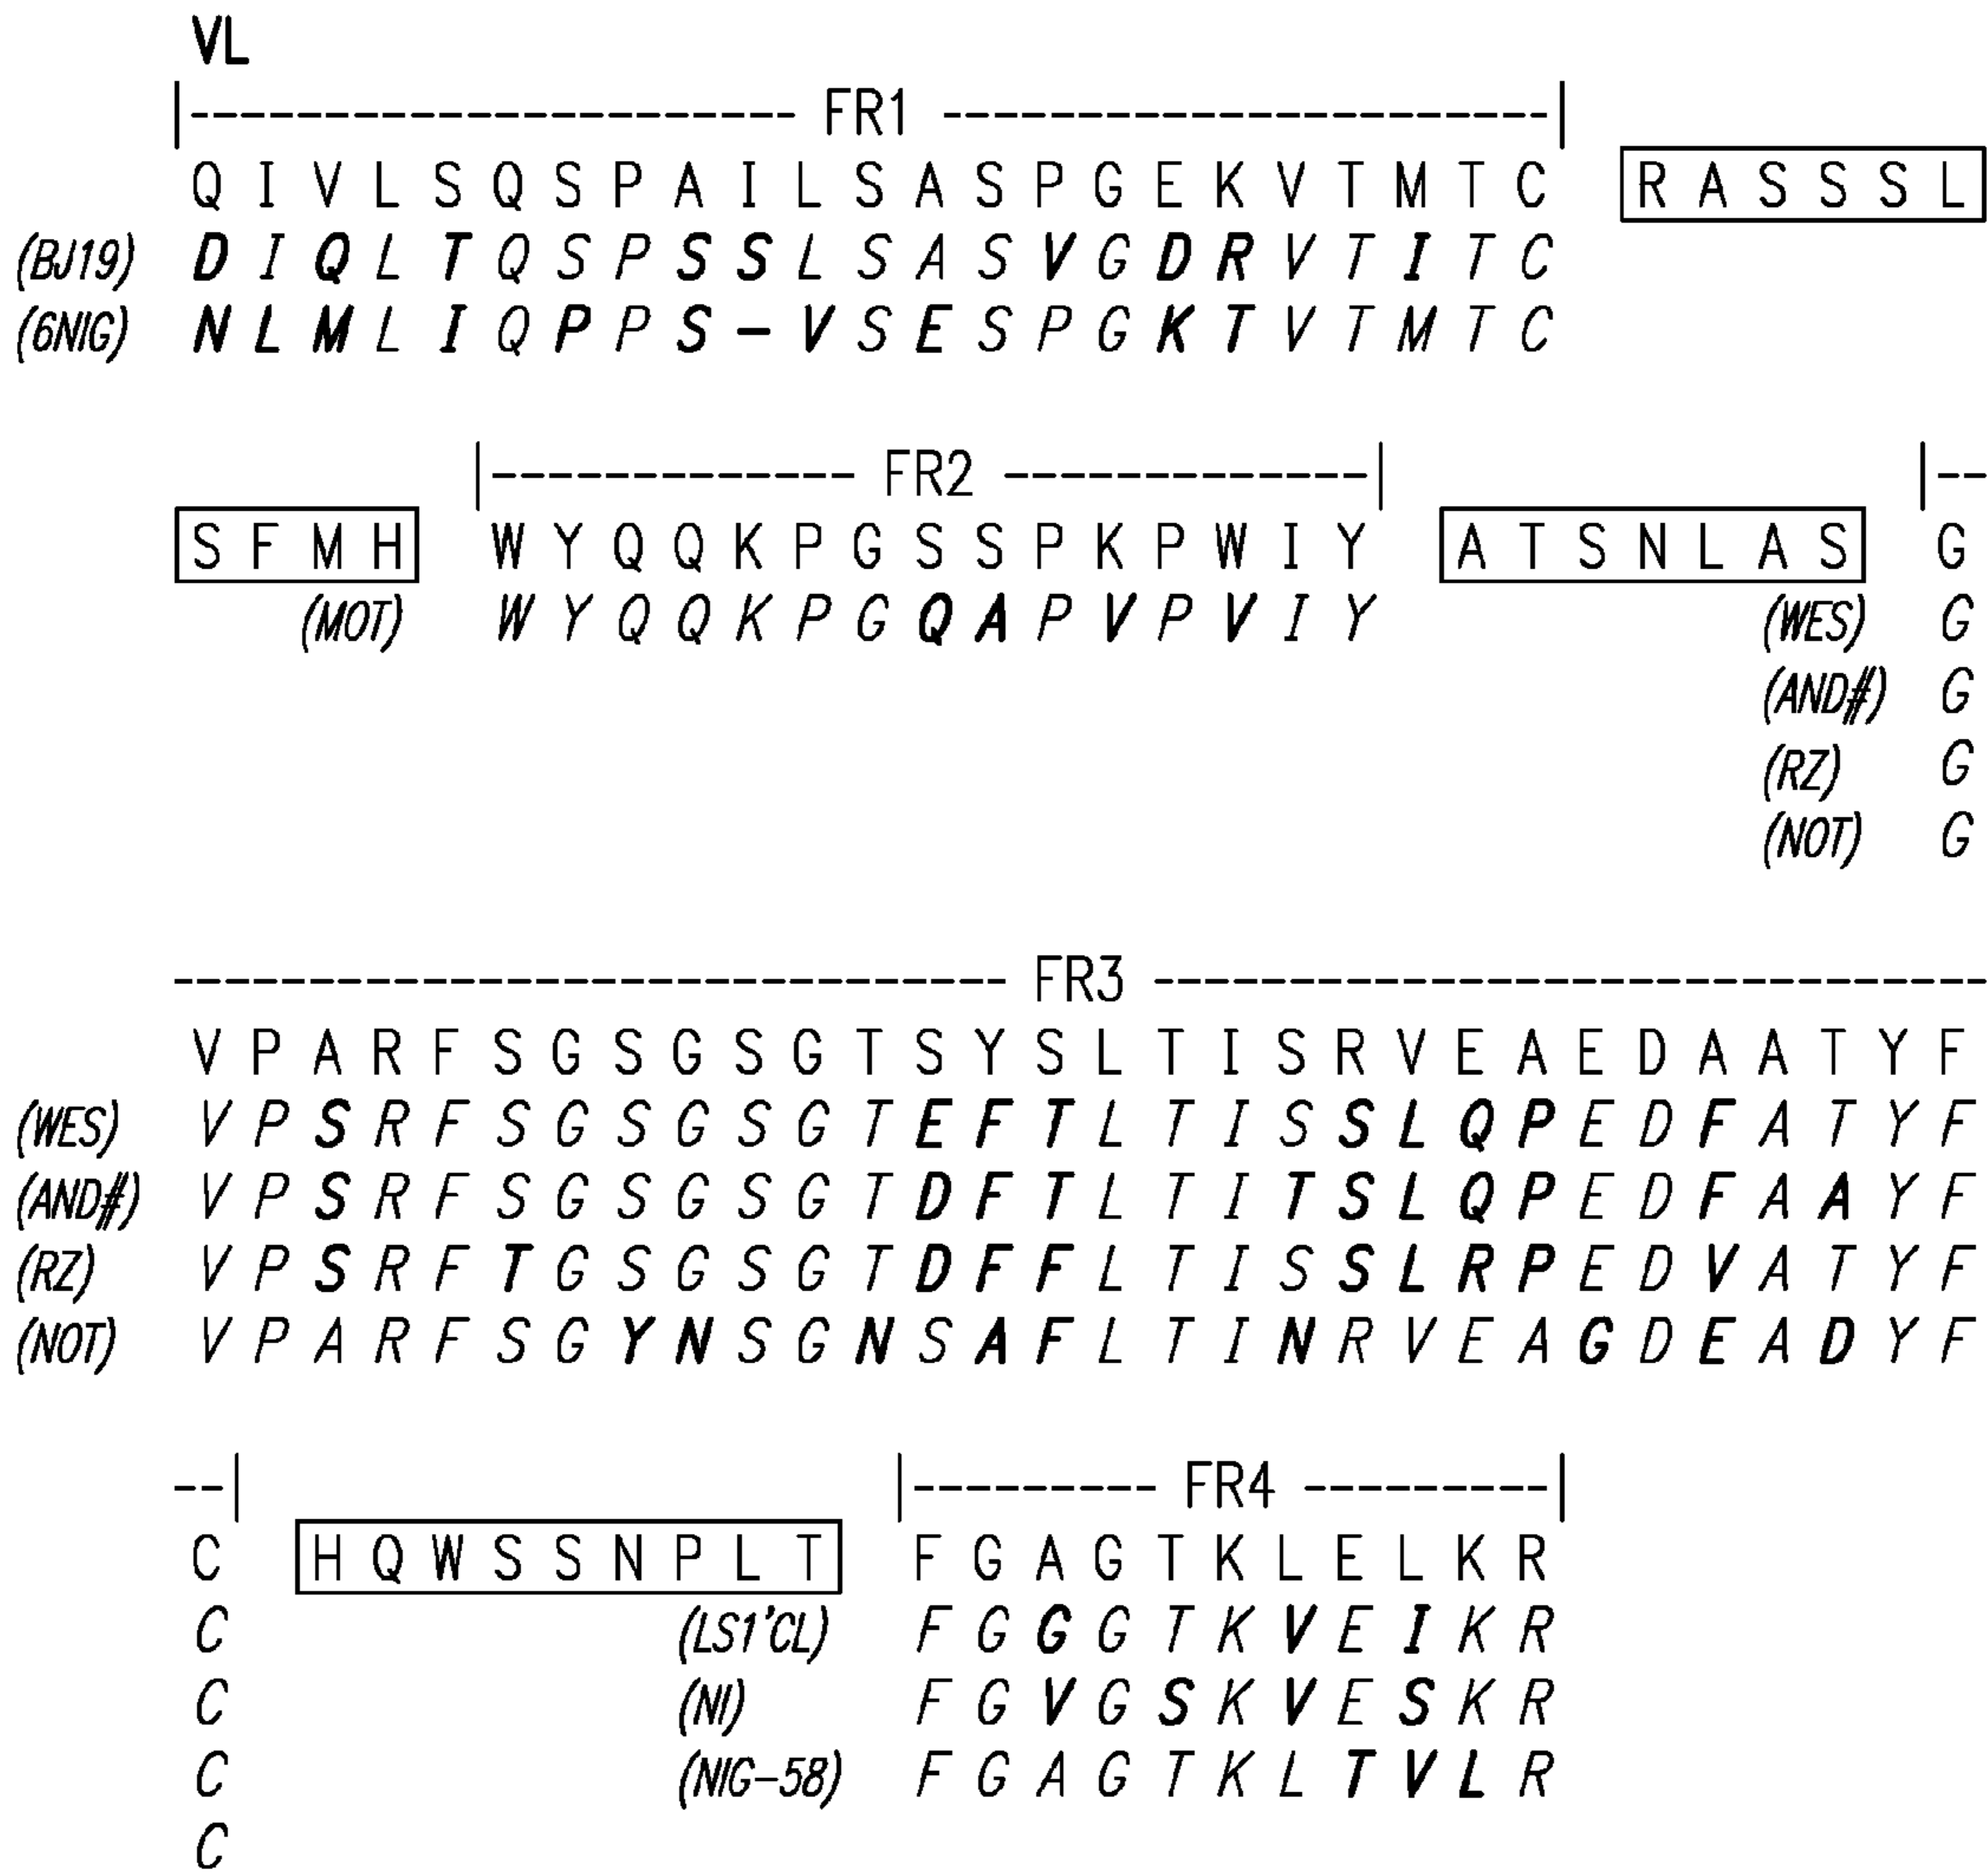 VL
|------------------------- FR1 -------------------------|
Q I V L S Q S P A I L S A S P G E K V T M T C R A S S S L
(BJ19) D I Q L T Q S P S S L S A S V G D R V T I T C
(6NIG) N L M L I Q P P S - V S E S P G K T V T M T C
|-------------- FR2 --------------| |--
S F M H W Y Q Q K P G S S P K P W I Y A T S N L A S G
(MOT) W Y Q Q K P G Q A P V P V I Y (WES) G
(AND#) G
(RZ) G
(NOT) G
--------------------------------- FR3 ---------------------------------
V P A R F S G S G S G T S Y S L T I S R V E A E D A A T Y F
(WES) V P S R F S G S G S G T E F T L T I S S L Q P E D F A T Y F
(AND#) V P S R F S G S G S G T D F T L T I T S L Q P E D F A A Y F
(RZ) V P S R F T G S G S G T D F F L T I S S L R P E D V A T Y F
(NOT) V P A R F S G Y N S G N S A F L T I N R V E A G D E A D Y F
--| |---------- FR4 ----------|
C H Q W S S N P L T F G A G T K L E L K R
C (LS1'CL) F G G G T K V E I K R
C (NI) F G V G S K V E S K R
C (NIG-58) F G A G T K L T V L R
C